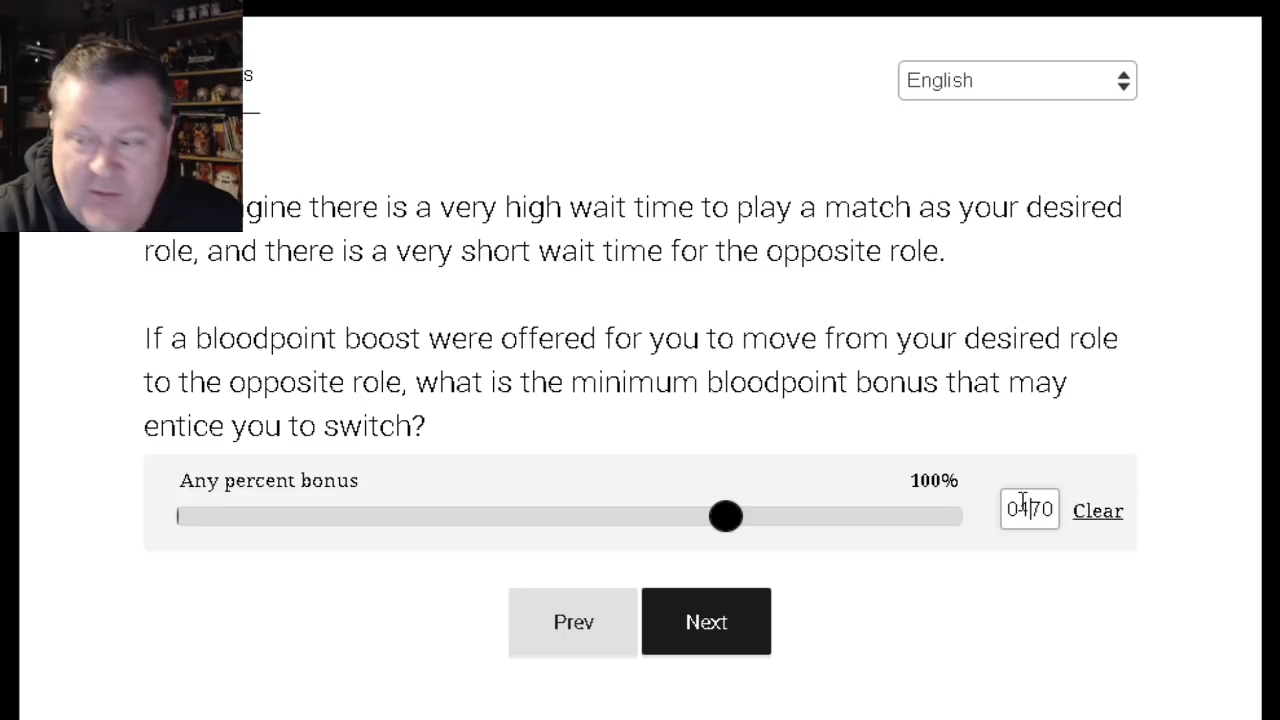 English
there is a very high wait time to play a match as your desired
role, and there is a very short wait time for the opposite role.
If a bloodpoint boost were offered for you to move from your desired role
to the opposite role, what is the minimum bloodpoint bonus that may
entice you to switch?
Any percent bonus 100%
Clear
Prev Next